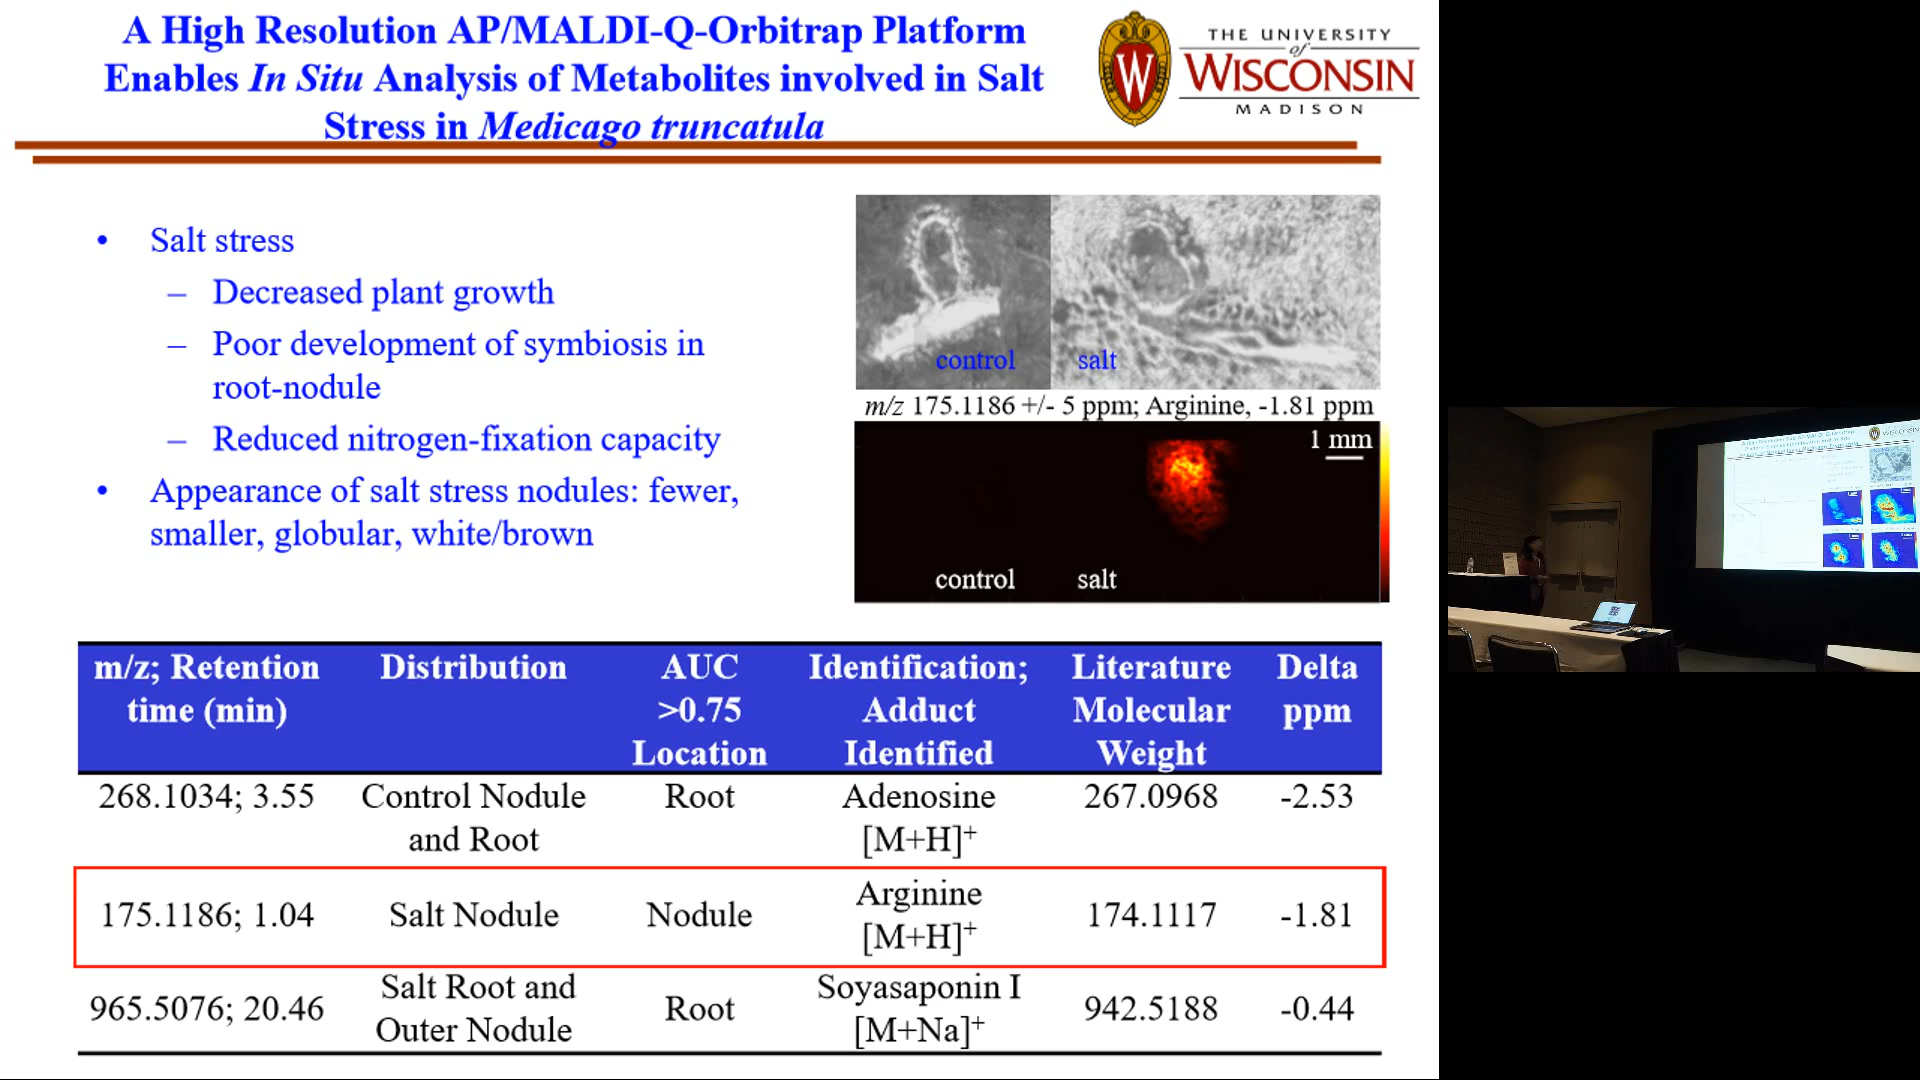 A High Resolution AP/MALDI-Q-Orbitrap Platform
Enables In Situ Analysis of Metabolites involved in Salt
Stress in Medicago truncatula
THE UNIVERSITY
of
WISCONSIN
MADISON
• Salt stress
– Decreased plant growth
– Poor development of symbiosis in
root-nodule
– Reduced nitrogen-fixation capacity
• Appearance of salt stress nodules: fewer,
smaller, globular, white/brown
control salt
m/z 175.1186 +/- 5 ppm; Arginine, -1.81 ppm
1 mm
control salt
m/z; Retention time (min) Distribution AUC >0.75 Location Identification; Adduct Identified Literature Molecular Weight Delta ppm
268.1034; 3.55 Control Nodule and Root Root Adenosine [M+H]+ 267.0968 -2.53
175.1186; 1.04 Salt Nodule Nodule Arginine [M+H]+ 174.1117 -1.81
965.5076; 20.46 Salt Root and Outer Nodule Root Soyasaponin I [M+Na]+ 942.5188 -0.44
WISCONSIN